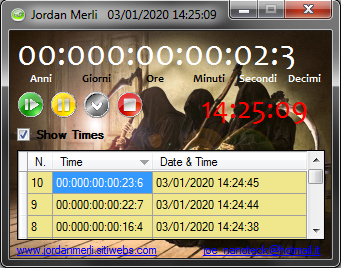 Jordan Merli 03/01/2020 14:25:09
00:000:00:00:02:3
Anni Giorni Ore Minuti Secondi Decimi
14:25:09
Show Times
N. Time Date & Time
10 00:000:00:00:23:6 03/01/2020 14:24:45
9 00:000:00:00:22:7 03/01/2020 14:24:44
8 00:000:00:00:16:4 03/01/2020 14:24:38
www.jordanmerli.sitiwebs.com